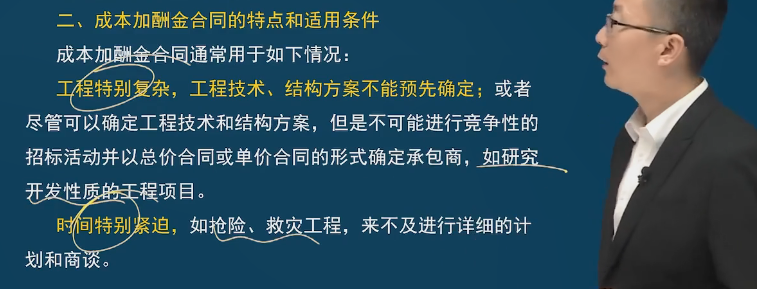 二、成本加酬金合同的特点和适用条件
成本加酬金合同通常用于如下情况：
工程特别复杂，工程技术、结构方案不能预先确定；或者
尽管可以确定工程技术和结构方案，但是不可能进行竞争性的
招标活动并以总价合同或单价合同的形式确定承包商，如研究
开发性质的工程项目。
时间特别紧迫，如抢险、救灾工程，来不及进行详细的计
划和商谈。